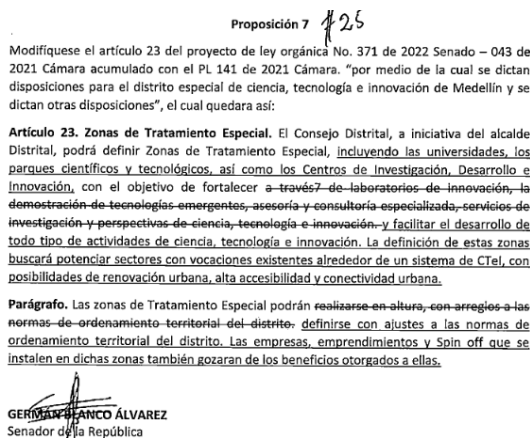 Proposición 7 #25
Modifíquese el artículo 23 del proyecto de ley orgánica No. 371 de 2022 Senado – 043 de
2021 Cámara acumulado con el PL 141 de 2021 Cámara. "por medio de la cual se dictan
disposiciones para el distrito especial de ciencia, tecnología e innovación de Medellín y se
dictan otras disposiciones", el cual quedara así:
Artículo 23. Zonas de Tratamiento Especial. El Consejo Distrital, a iniciativa del alcalde
Distrital, podrá definir Zonas de Tratamiento Especial, incluyendo las universidades, los
parques científicos y tecnológicos, así como los Centros de Investigación, Desarrollo e
Innovación, con el objetivo de fortalecer a través7 de laboratorios de innovación, la
demostración de tecnologías emergentes, asesoría y consultoría especializada, servicios de
investigación y perspectivas de ciencia, tecnología e innovación. y facilitar el desarrollo de
todo tipo de actividades de ciencia, tecnología e innovación. La definición de estas zonas
buscará potenciar sectores con vocaciones existentes alrededor de un sistema de CTeI, con
posibilidades de renovación urbana, alta accesibilidad y conectividad urbana.
Parágrafo. Las zonas de Tratamiento Especial podrán realizarse en altura, con arreglos a las
normas de ordenamiento territorial del distrito. definirse con ajustes a las normas de
ordenamiento territorial del distrito. Las empresas, emprendimientos y Spin off que se
instalen en dichas zonas también gozaran de los beneficios otorgados a ellas.
GERMÁN BLANCO ÁLVAREZ
Senador de la República